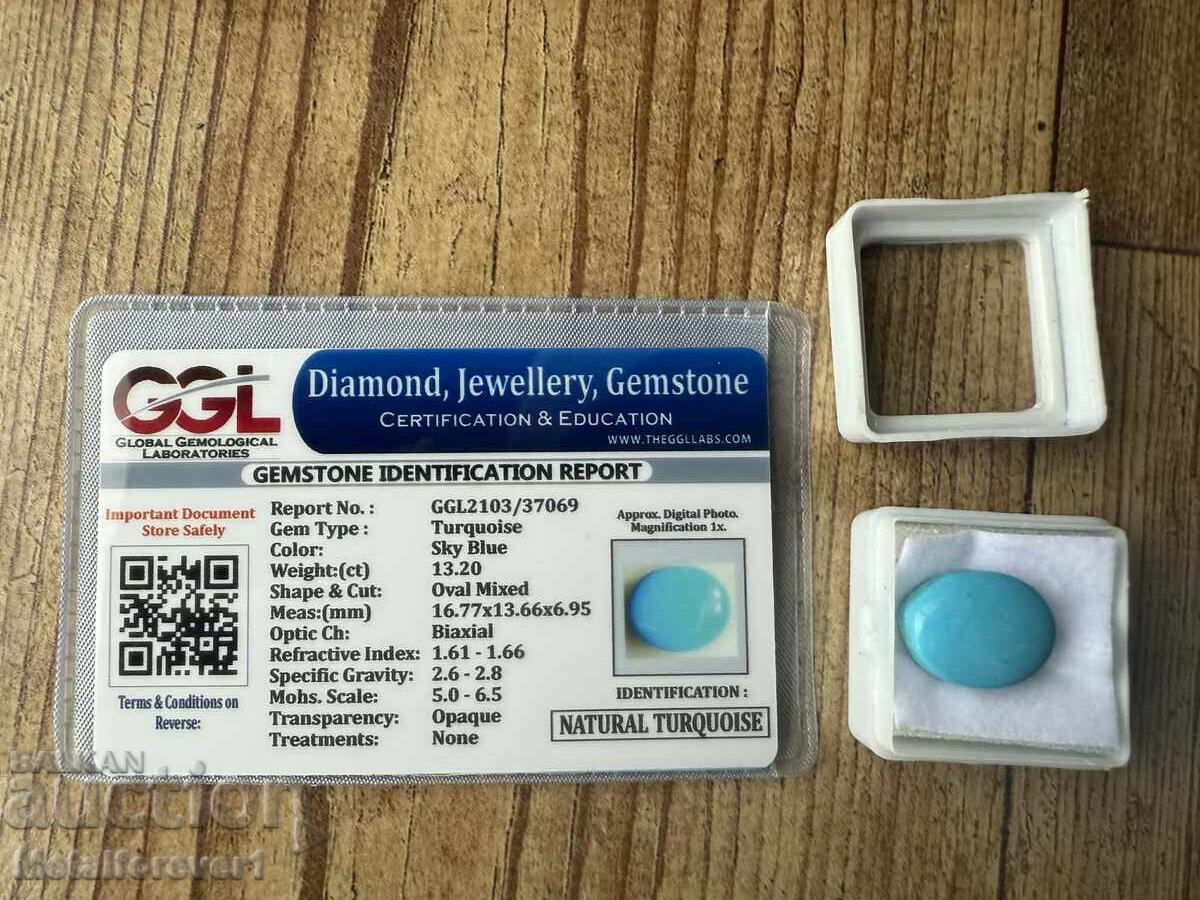 GGL
GLOBAL GEMOLOGICAL
LABORATORIES
Diamond, Jewellery, Gemstone
CERTIFICATION & EDUCATION
WWW.THEGGLLABS.COM
GEMSTONE IDENTIFICATION REPORT
Important Document
Store Safely
Terms & Conditions on
Reverse:
Report No. : GGL2103/37069
Gem Type : Turquoise
Color: Sky Blue
Weight:(ct) 13.20
Shape & Cut: Oval Mixed
Meas:(mm) 16.77x13.66x6.95
Optic Ch: Biaxial
Refractive Index: 1.61 - 1.66
Specific Gravity: 2.6 - 2.8
Mohs. Scale: 5.0 - 6.5
Transparency: Opaque
Treatments: None
Approx. Digital Photo.
Magnification 1x.
IDENTIFICATION :
NATURAL TURQUOISE
BALKAN
auction
Metalforever1